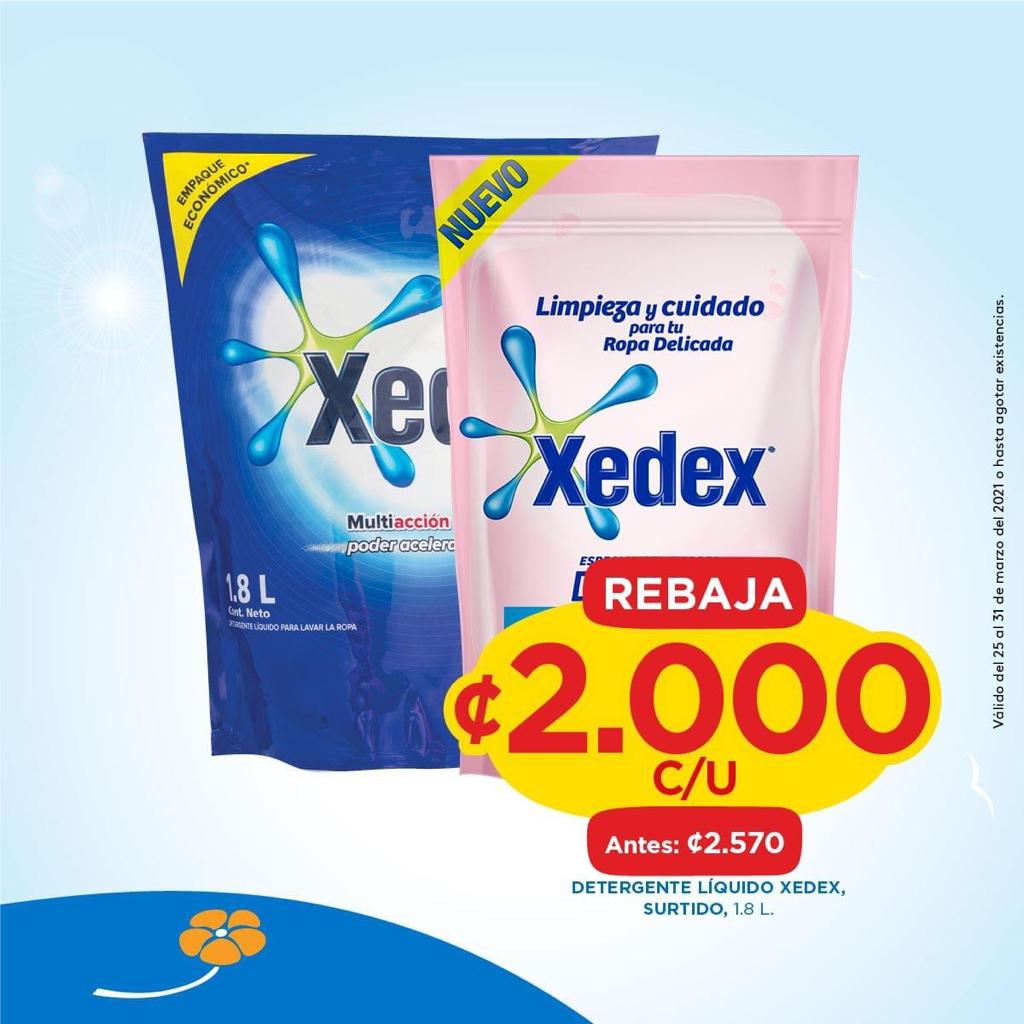 EMPAQUE
ECONÓMICO*
Multiacción
1.8 L
Cont. Neto
DETERGENTE LÍQUIDO PARA LAVAR LA ROPA
NUEVO
Limpieza y cuidado
para tu
Ropa Delicada
Xedex®
REBAJA
¢2.000
C/U
Antes: ¢2.570
DETERGENTE LÍQUIDO XEDEX,
SURTIDO, 1.8 L.
Válido del 25 al 31 de marzo del 2021 o hasta agotar existencias.